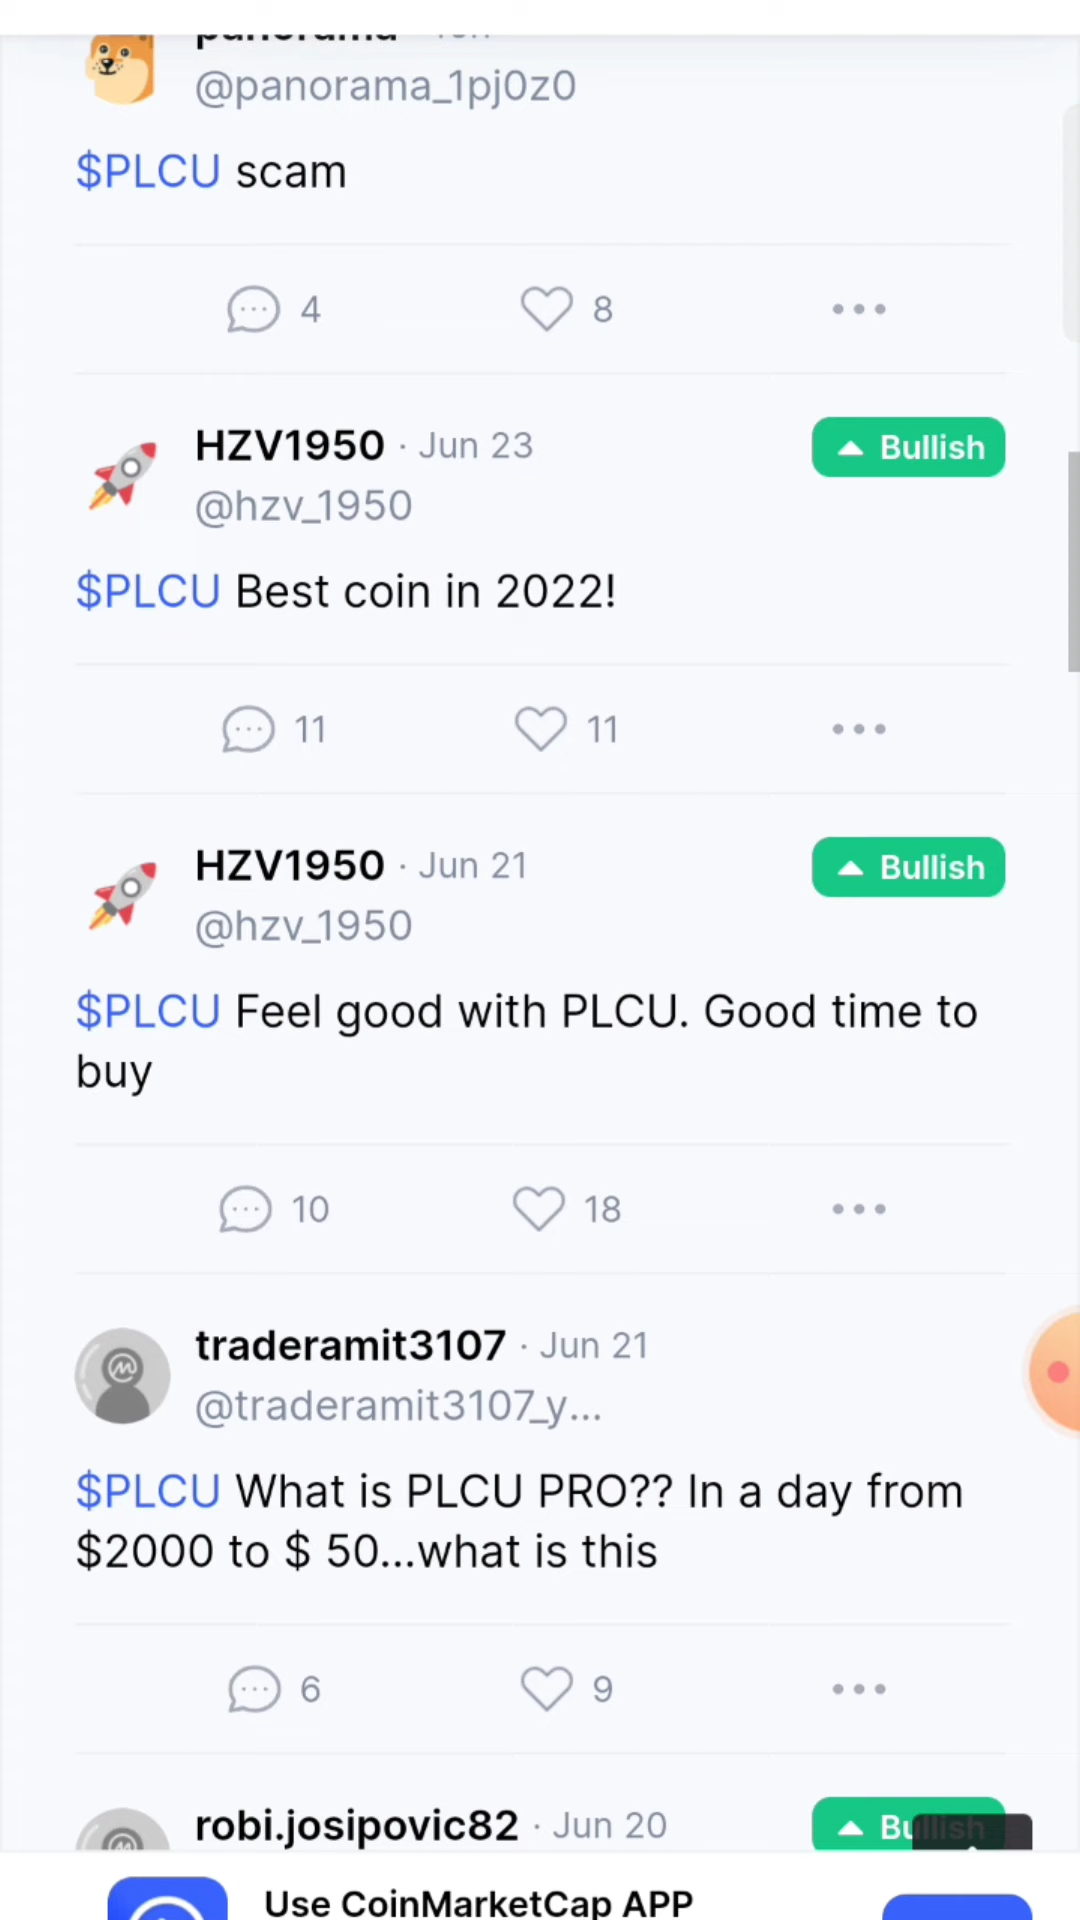 panorama
@panorama_1pj0z0
$PLCU scam
4 8
HZV1950 · Jun 23 Bullish
@hzv_1950
$PLCU Best coin in 2022!
11 11
HZV1950 · Jun 21 Bullish
@hzv_1950
$PLCU Feel good with PLCU. Good time to
buy
10 18
traderamit3107 · Jun 21
@traderamit3107_y...
$PLCU What is PLCU PRO?? In a day from
$2000 to $ 50...what is this
6 9
robi.josipovic82 · Jun 20 Bullish
Use CoinMarketCap APP